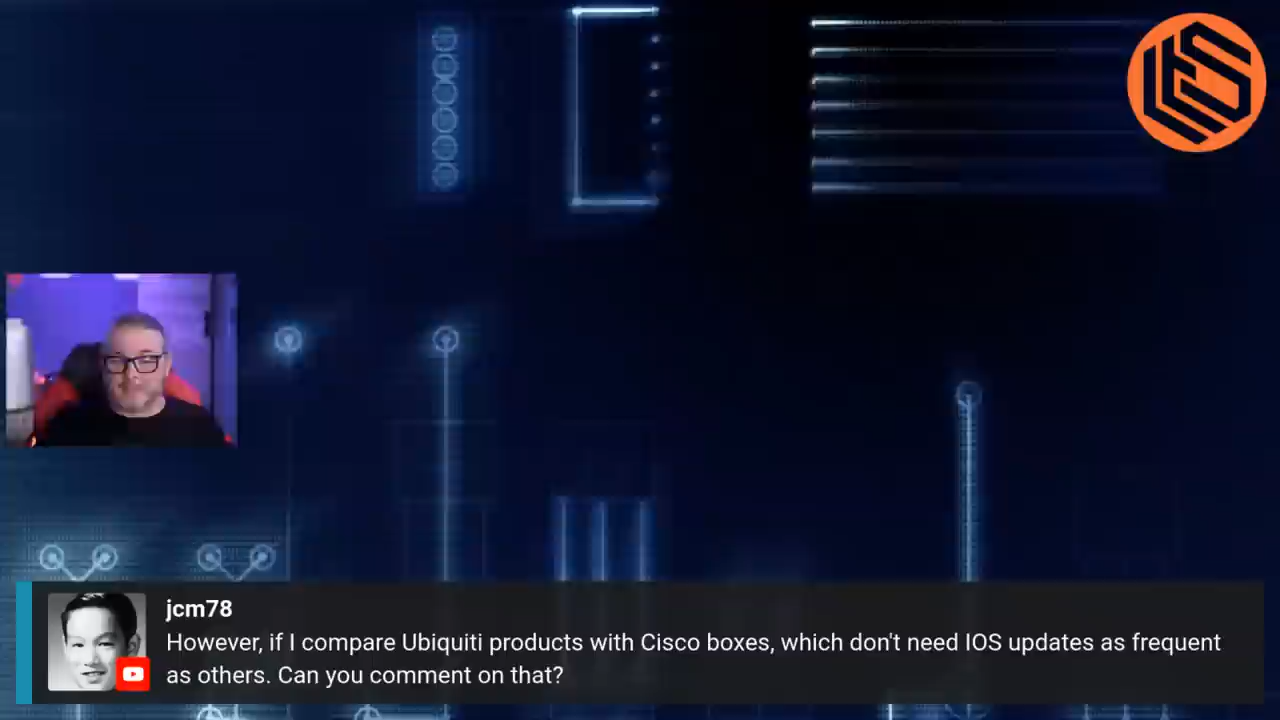 jcm78
However, if I compare Ubiquiti products with Cisco boxes, which don't need IOS updates as frequent
as others. Can you comment on that?